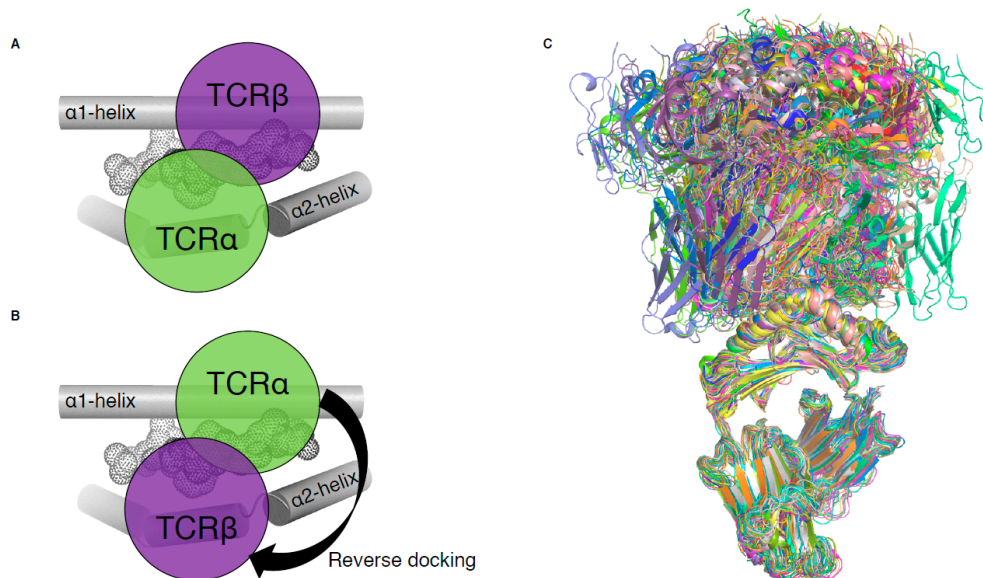 A
TCRβ
α1-helix
α2-helix
TCRα
B
TCRα
α1-helix
α2-helix
TCRβ
Reverse docking
C